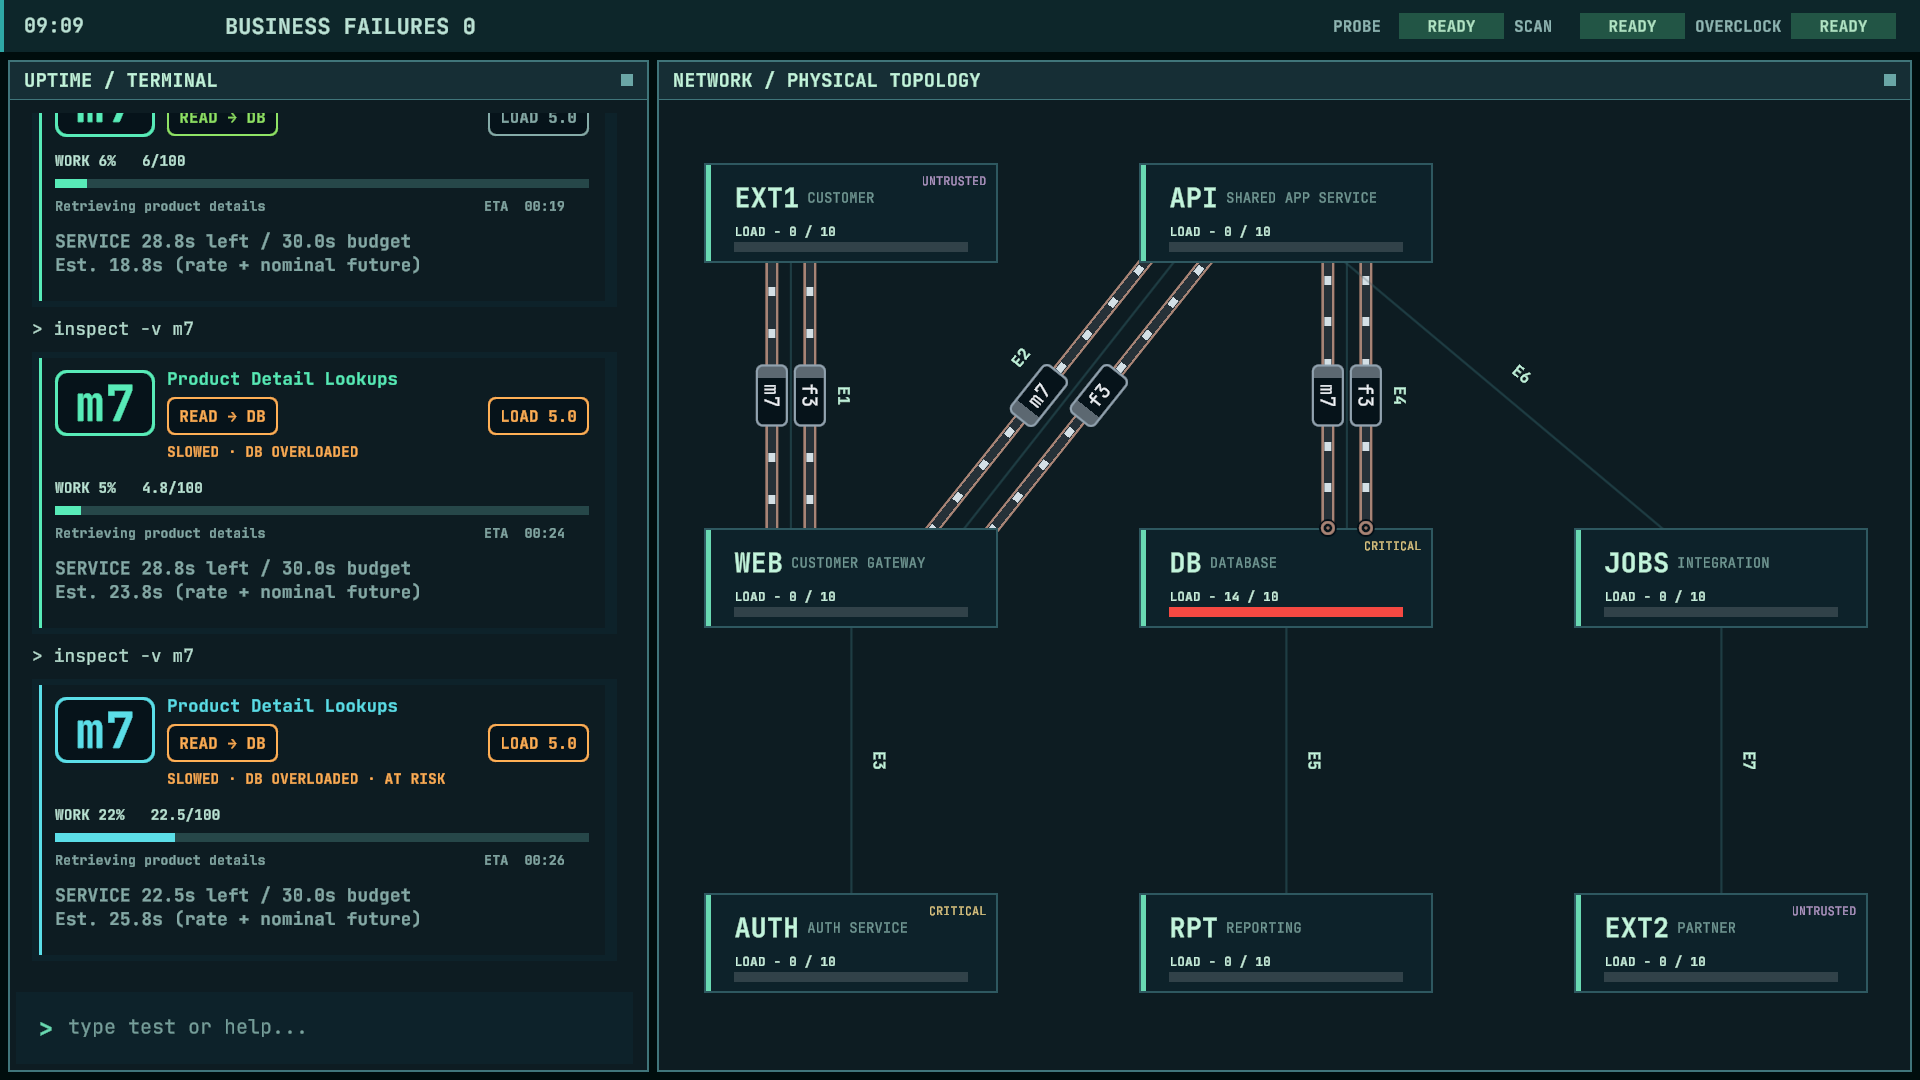 09:09
BUSINESS FAILURES 0
PROBE READY SCAN READY OVERCLOCK READY
UPTIME / TERMINAL
m7
READ → DB
LOAD 5.0
WORK 6% 6/100
Retrieving product details ETA 00:19
SERVICE 28.8s left / 30.0s budget
Est. 18.8s (rate + nominal future)
> inspect -v m7
m7
Product Detail Lookups
READ → DB
LOAD 5.0
SLOWED · DB OVERLOADED
WORK 5% 4.8/100
Retrieving product details ETA 00:24
SERVICE 28.8s left / 30.0s budget
Est. 23.8s (rate + nominal future)
> inspect -v m7
m7
Product Detail Lookups
READ → DB
LOAD 5.0
SLOWED · DB OVERLOADED · AT RISK
WORK 22% 22.5/100
Retrieving product details ETA 00:26
SERVICE 22.5s left / 30.0s budget
Est. 25.8s (rate + nominal future)
> type test or help...
NETWORK / PHYSICAL TOPOLOGY
UNTRUSTED
EXT1 CUSTOMER
LOAD - 0 / 10
API SHARED APP SERVICE
LOAD - 0 / 10
m7
f3
E1
E2
m7
f3
m7
f3
E4
E6
WEB CUSTOMER GATEWAY
LOAD - 0 / 10
CRITICAL
DB DATABASE
LOAD - 14 / 10
JOBS INTEGRATION
LOAD - 0 / 10
E3
E5
E7
CRITICAL
AUTH AUTH SERVICE
LOAD - 0 / 10
RPT REPORTING
LOAD - 0 / 10
UNTRUSTED
EXT2 PARTNER
LOAD - 0 / 10